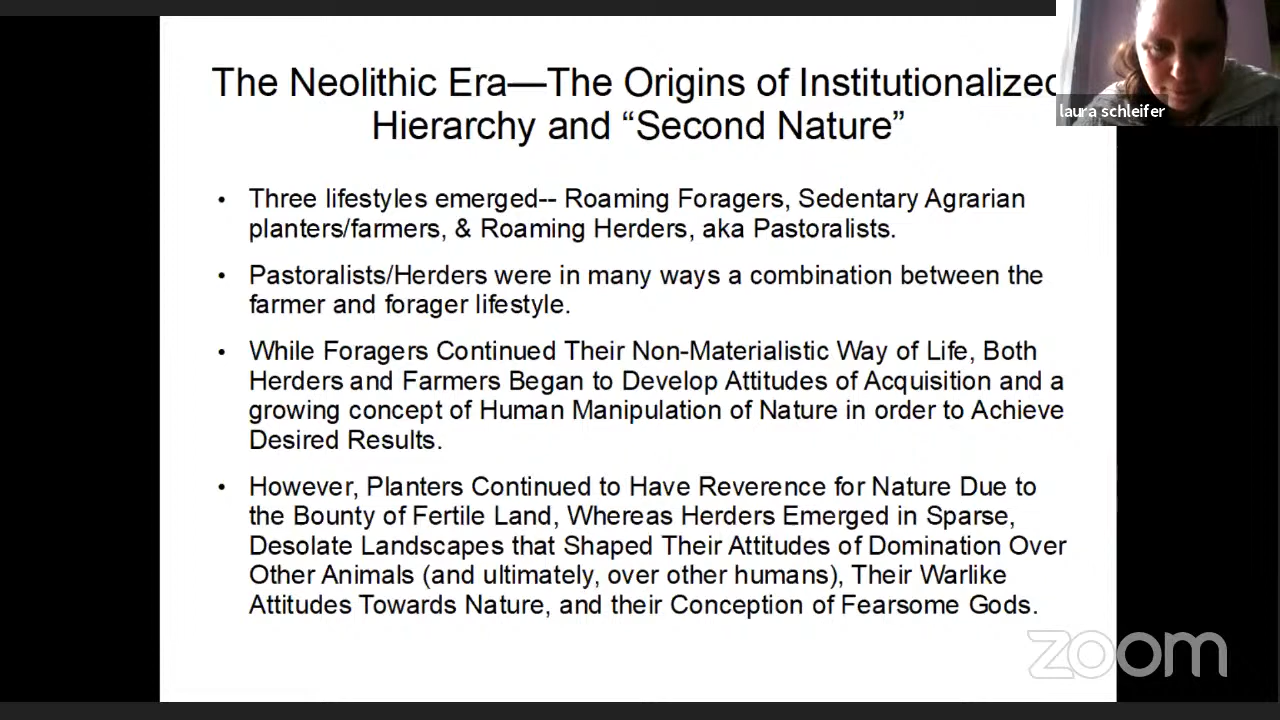 The Neolithic Era—The Origins of Institutionalized
Hierarchy and “Second Nature”
laura schleifer
• Three lifestyles emerged-- Roaming Foragers, Sedentary Agrarian
planters/farmers, & Roaming Herders, aka Pastoralists.
• Pastoralists/Herders were in many ways a combination between the
farmer and forager lifestyle.
• While Foragers Continued Their Non-Materialistic Way of Life, Both
Herders and Farmers Began to Develop Attitudes of Acquisition and a
growing concept of Human Manipulation of Nature in order to Achieve
Desired Results.
• However, Planters Continued to Have Reverence for Nature Due to
the Bounty of Fertile Land, Whereas Herders Emerged in Sparse,
Desolate Landscapes that Shaped Their Attitudes of Domination Over
Other Animals (and ultimately, over other humans), Their Warlike
Attitudes Towards Nature, and their Conception of Fearsome Gods.
zoom